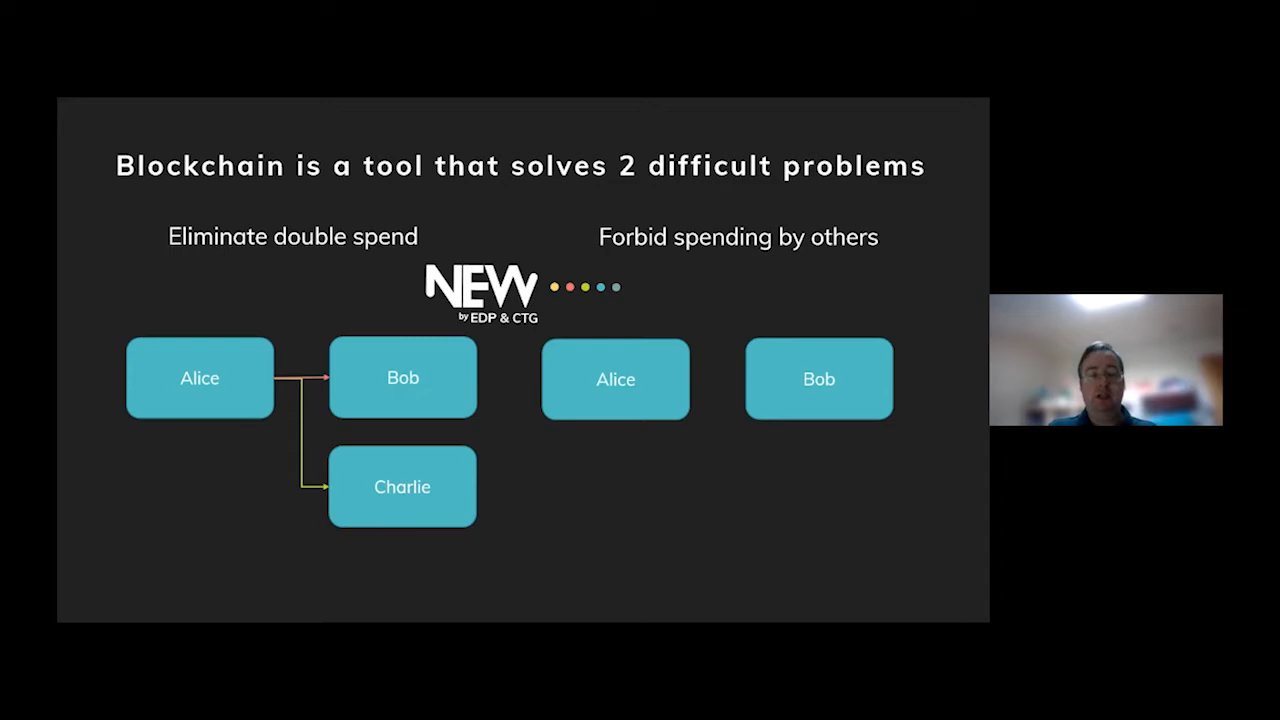 Blockchain is a tool that solves 2 difficult problems
Eliminate double spend
Forbid spending by others
NEW
by EDP & CTG
Alice
Bob
Alice
Bob
Charlie